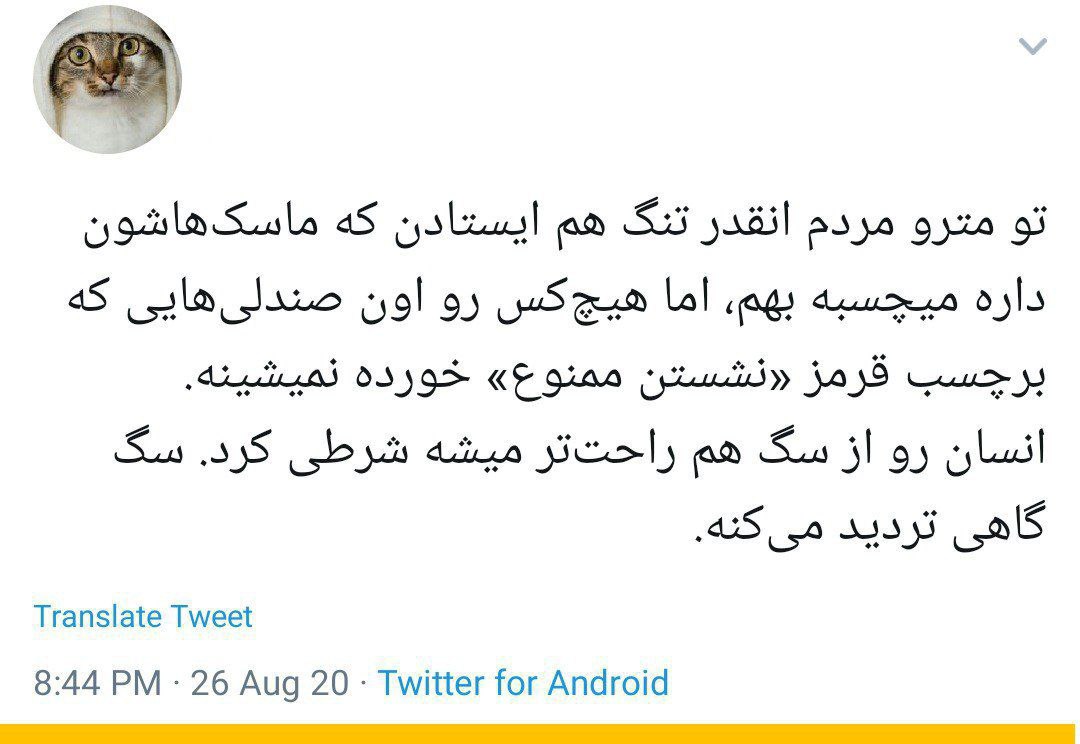 تو مترو مردم انقدر تنگ هم ایستادن که ماسک‌هاشون
داره میچسبه بهم، اما هیچ‌کس رو اون صندلی‌هایی که
برچسب قرمز «نشستن ممنوع» خورده نمیشینه.
انسان رو از سگ هم راحت‌تر میشه شرطی کرد. سگ
گاهی تردید می‌کنه.
Translate Tweet
8:44 PM · 26 Aug 20 · Twitter for Android